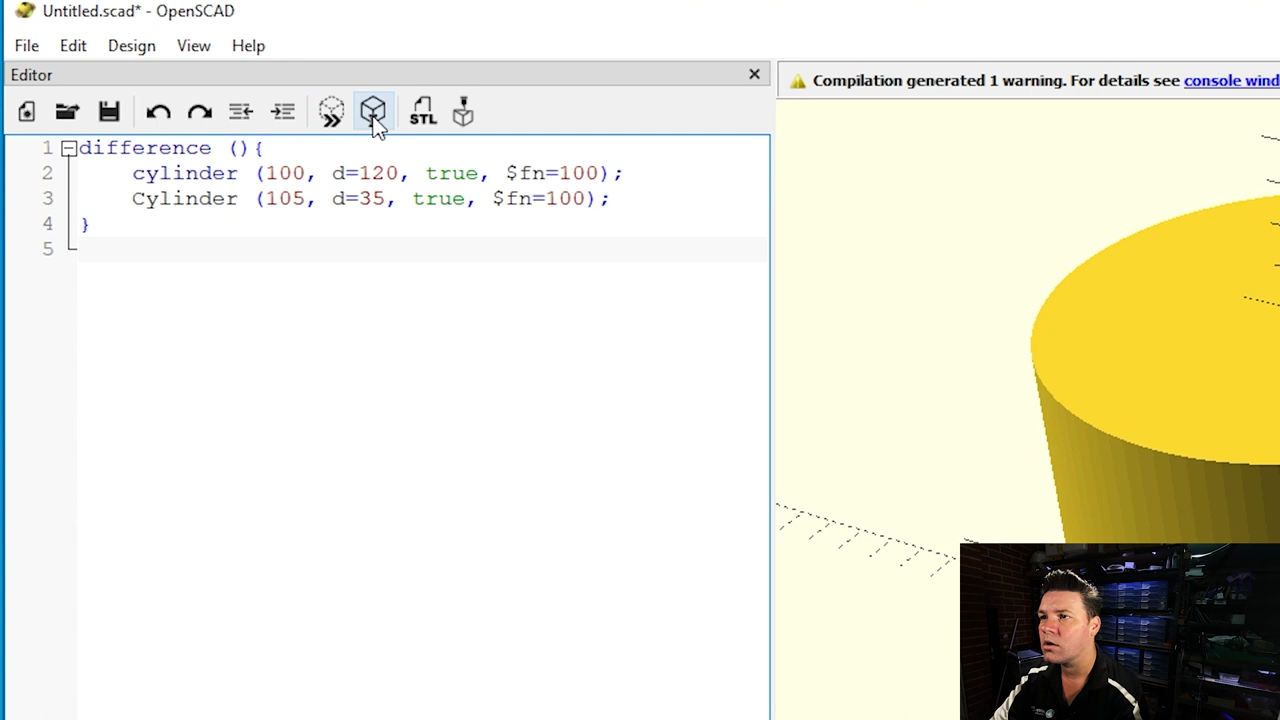 Untitled.scad* - OpenSCAD
File Edit Design View Help
Editor
Compilation generated 1 warning. For details see console wind
STL
1 difference (){
2 cylinder (100, d=120, true, $fn=100);
3 Cylinder (105, d=35, true, $fn=100);
4 }
5